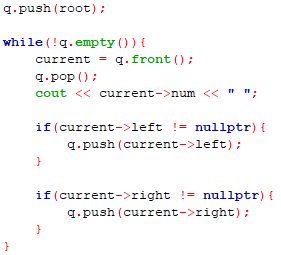 q.push(root);
while(!q.empty()){
    current = q.front();
    q.pop();
    cout << current->num << " ";
    if(current->left != nullptr){
        q.push(current->left);
    }
    if(current->right != nullptr){
        q.push(current->right);
    }
}